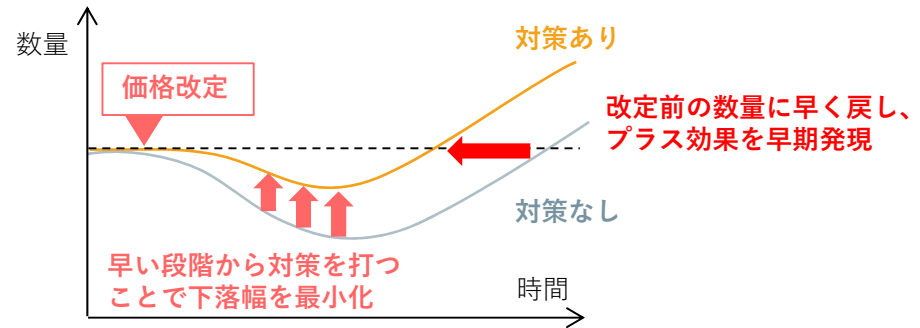 数量
対策あり
価格改定
改定前の数量に早く戻し、
プラス効果を早期発現
対策なし
早い段階から対策を打つ
ことで下落幅を最小化
時間